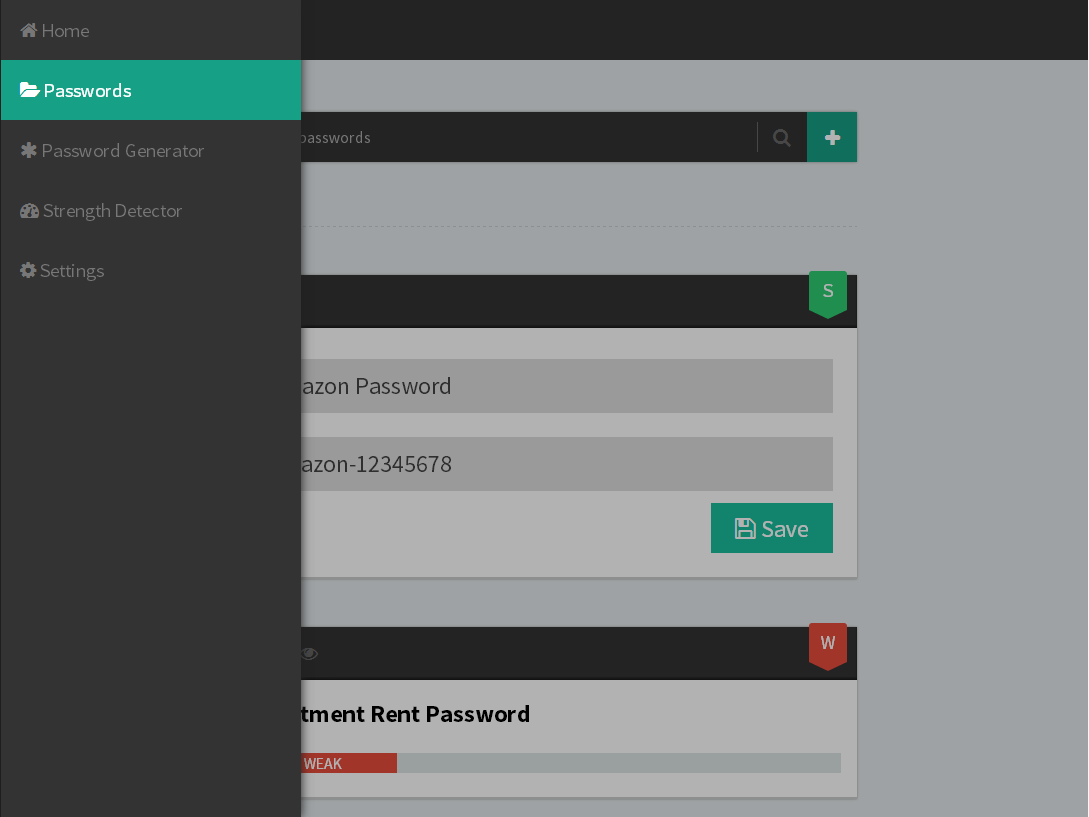 Home
Passwords
Password Generator
Strength Detector
Settings
passwords
S
azon Password
azon-12345678
Save
W
tment Rent Password
WEAK